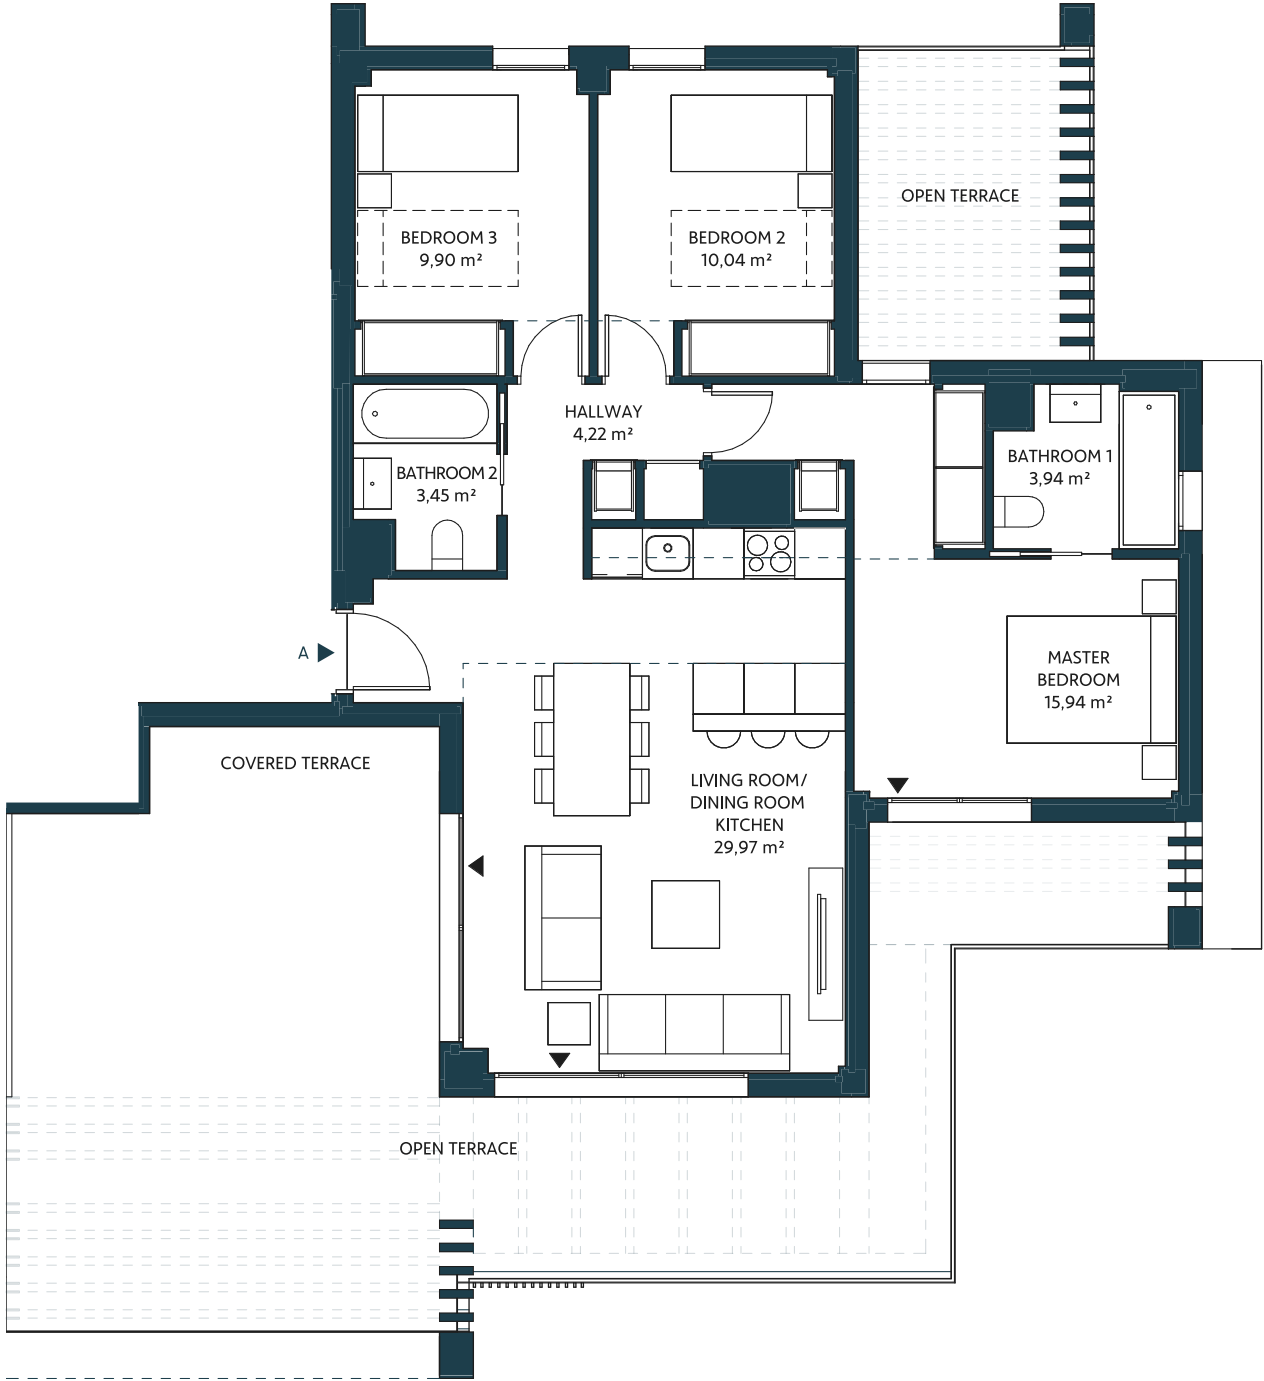 OPEN TERRACE
BEDROOM 3
9,90 m²
BEDROOM 2
10,04 m²
HALLWAY
4,22 m²
BATHROOM 2
3,45 m²
BATHROOM 1
3,94 m²
A
MASTER
BEDROOM
15,94 m²
COVERED TERRACE
LIVING ROOM/
DINING ROOM
KITCHEN
29,97 m²
OPEN TERRACE